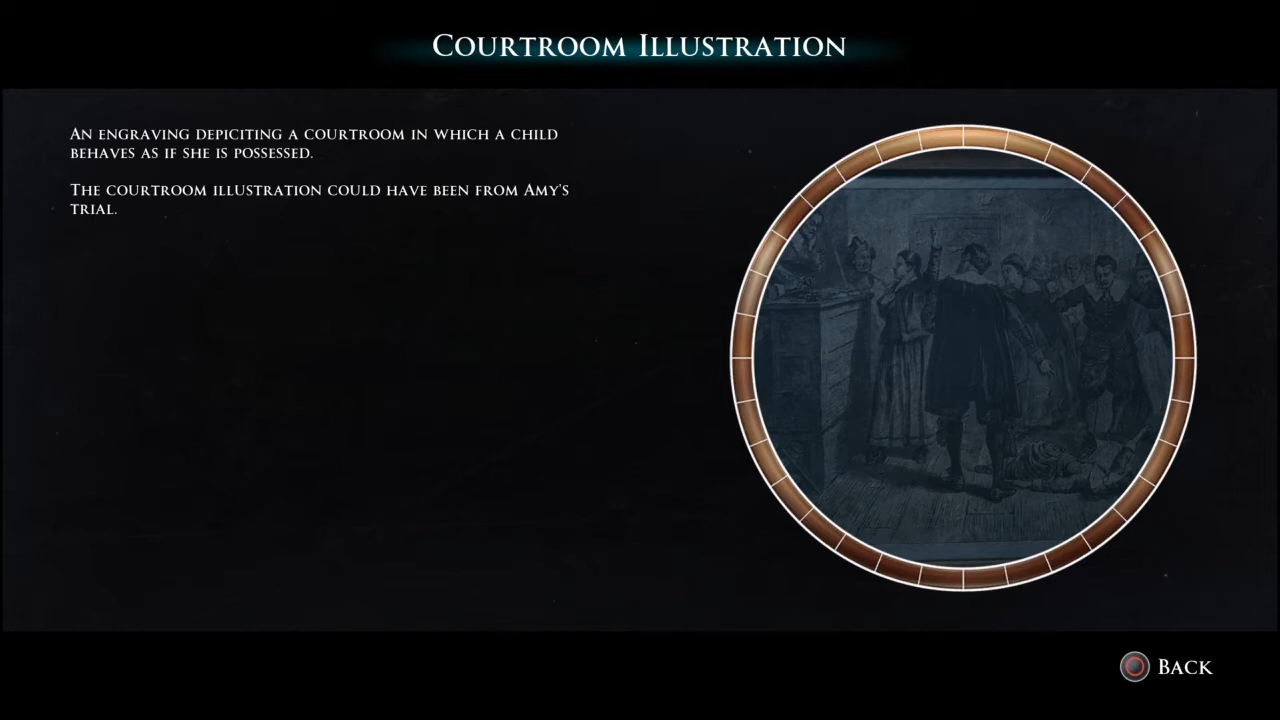 Courtroom Illustration
An engraving depiciting a courtroom in which a child
behaves as if she is possessed.
The courtroom illustration could have been from Amy's
trial.
Back